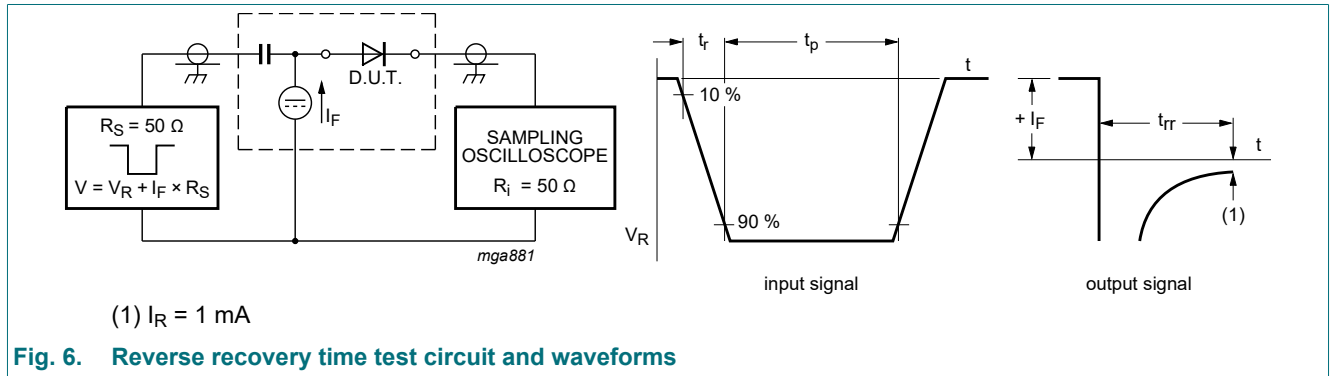 D.U.T.
I_F
R_S = 50 Ω
V = V_R + I_F × R_S
SAMPLING
OSCILLOSCOPE
R_i = 50 Ω
mga881
t_r
t_p
t
10 %
90 %
V_R
input signal
+ I_F
t_rr
t
(1)
output signal
(1) I_R = 1 mA
Fig. 6. Reverse recovery time test circuit and waveforms